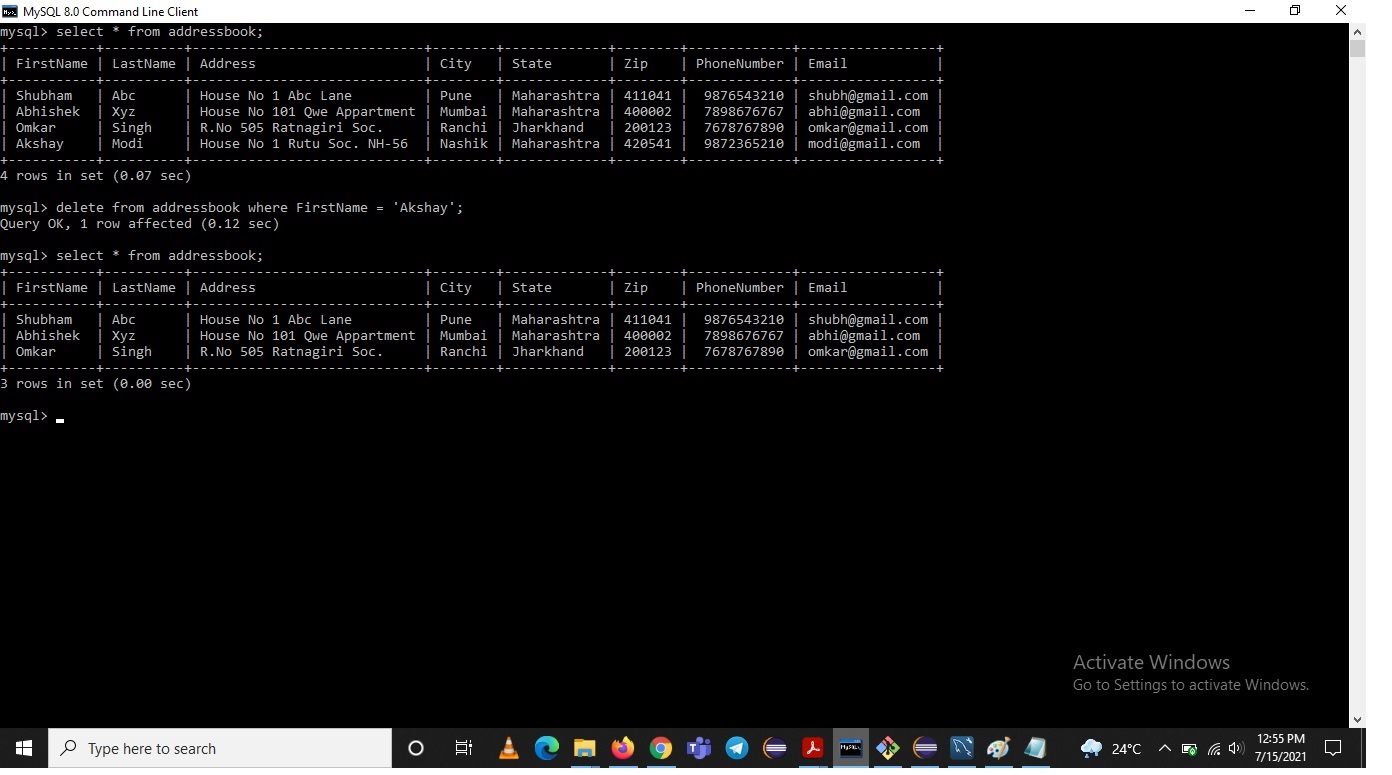 MySQL 8.0 Command Line Client
mysql> select * from addressbook;
+-----------+----------+-----------------------------+--------+-------------+--------+-------------+-----------------+
| FirstName | LastName | Address                     | City   | State       | Zip    | PhoneNumber | Email           |
+-----------+----------+-----------------------------+--------+-------------+--------+-------------+-----------------+
| Shubham   | Abc      | House No 1 Abc Lane         | Pune   | Maharashtra | 411041 |  9876543210 | shubh@gmail.com |
| Abhishek  | Xyz      | House No 101 Qwe Appartment | Mumbai | Maharashtra | 400002 |  7898676767 | abhi@gmail.com  |
| Omkar     | Singh    | R.No 505 Ratnagiri Soc.     | Ranchi | Jharkhand   | 200123 |  7678767890 | omkar@gmail.com |
| Akshay    | Modi     | House No 1 Rutu Soc. NH-56  | Nashik | Maharashtra | 420541 |  9872365210 | modi@gmail.com  |
+-----------+----------+-----------------------------+--------+-------------+--------+-------------+-----------------+
4 rows in set (0.07 sec)
mysql> delete from addressbook where FirstName = 'Akshay';
Query OK, 1 row affected (0.12 sec)
mysql> select * from addressbook;
+-----------+----------+-----------------------------+--------+-------------+--------+-------------+-----------------+
| FirstName | LastName | Address                     | City   | State       | Zip    | PhoneNumber | Email           |
+-----------+----------+-----------------------------+--------+-------------+--------+-------------+-----------------+
| Shubham   | Abc      | House No 1 Abc Lane         | Pune   | Maharashtra | 411041 |  9876543210 | shubh@gmail.com |
| Abhishek  | Xyz      | House No 101 Qwe Appartment | Mumbai | Maharashtra | 400002 |  7898676767 | abhi@gmail.com  |
| Omkar     | Singh    | R.No 505 Ratnagiri Soc.     | Ranchi | Jharkhand   | 200123 |  7678767890 | omkar@gmail.com |
+-----------+----------+-----------------------------+--------+-------------+--------+-------------+-----------------+
3 rows in set (0.00 sec)
mysql>
Activate Windows
Go to Settings to activate Windows.
Type here to search
24°C
12:55 PM
7/15/2021